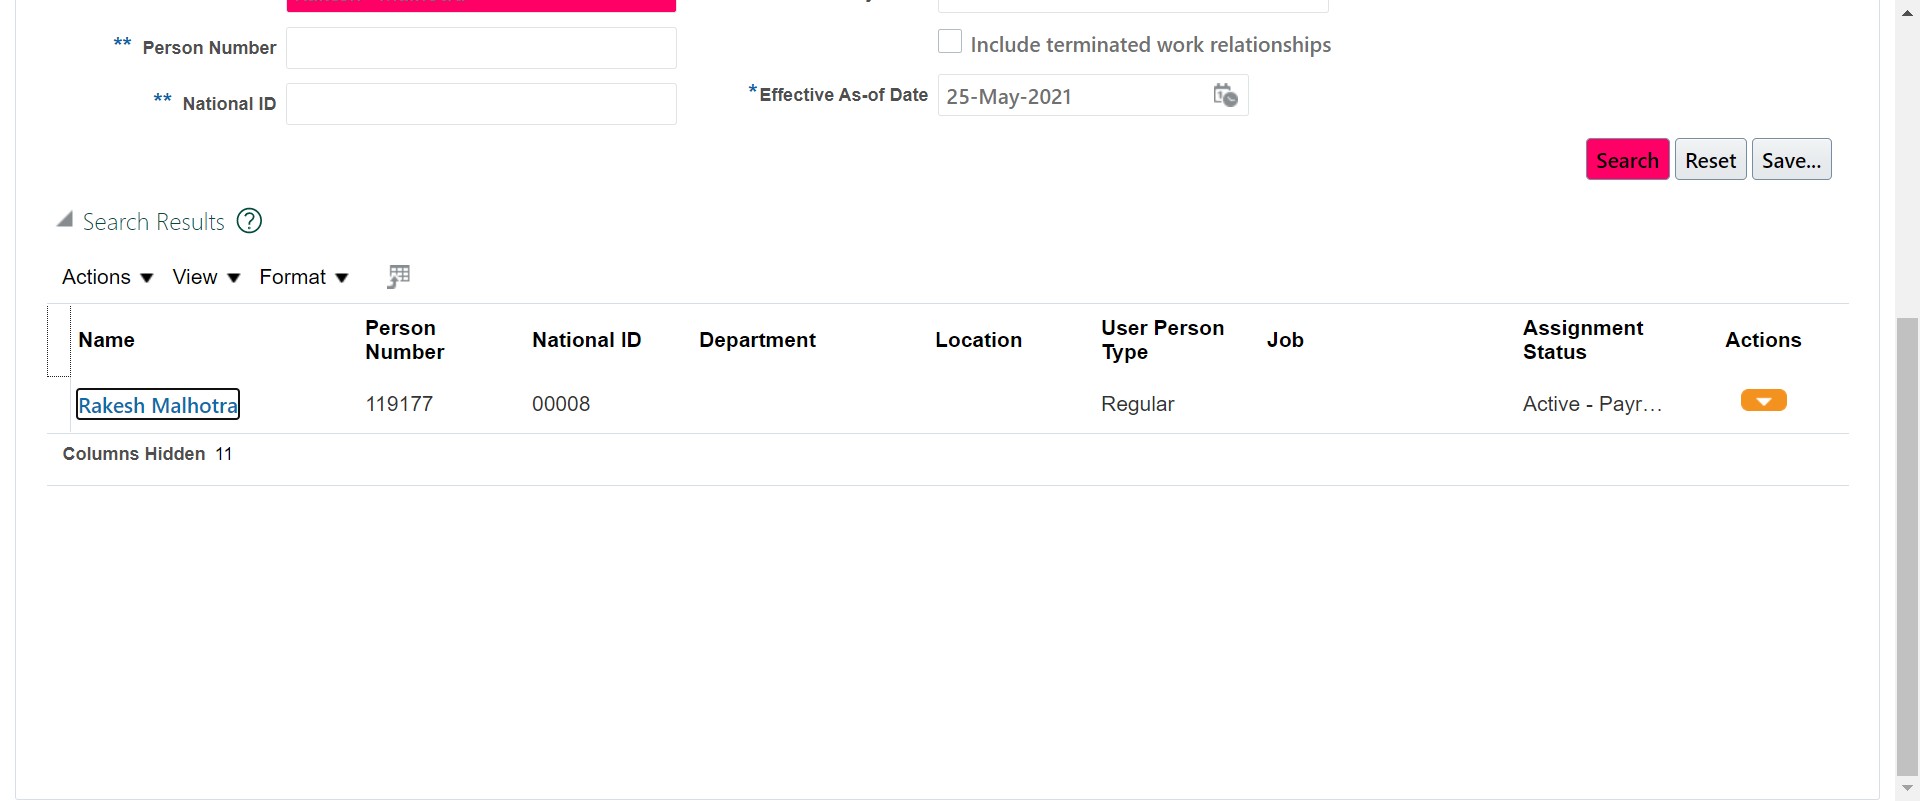 ** Person Number
Include terminated work relationships
** National ID
*Effective As-of Date 25-May-2021
Search Reset Save...
Search Results ?
Actions View Format
Name Person Number National ID Department Location User Person Type Job Assignment Status Actions
Rakesh Malhotra 119177 00008 Regular Active - Payr...
Columns Hidden 11